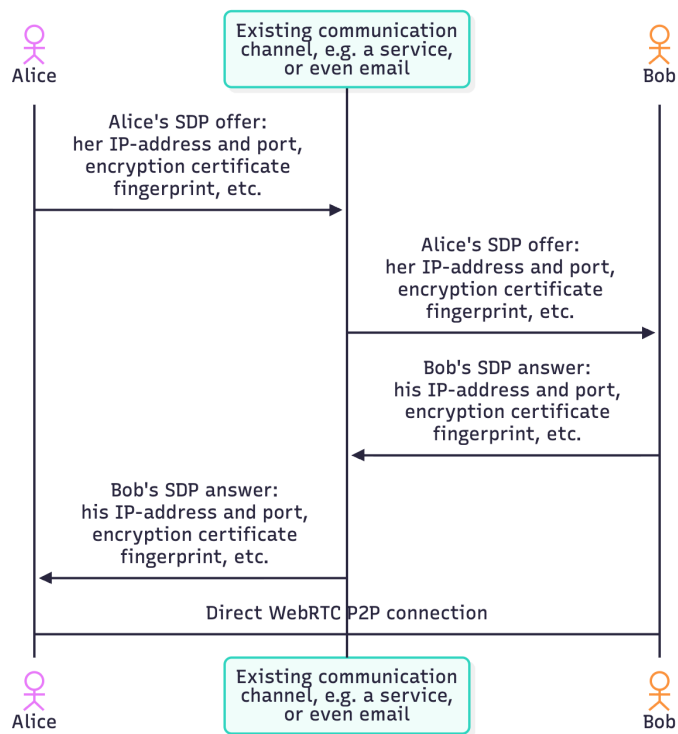 Alice
Existing communication
channel, e.g. a service,
or even email
Bob
Alice's SDP offer:
her IP-address and port,
encryption certificate
fingerprint, etc.
Alice's SDP offer:
her IP-address and port,
encryption certificate
fingerprint, etc.
Bob's SDP answer:
his IP-address and port,
encryption certificate
fingerprint, etc.
Bob's SDP answer:
his IP-address and port,
encryption certificate
fingerprint, etc.
Direct WebRTC P2P connection
Alice
Existing communication
channel, e.g. a service,
or even email
Bob